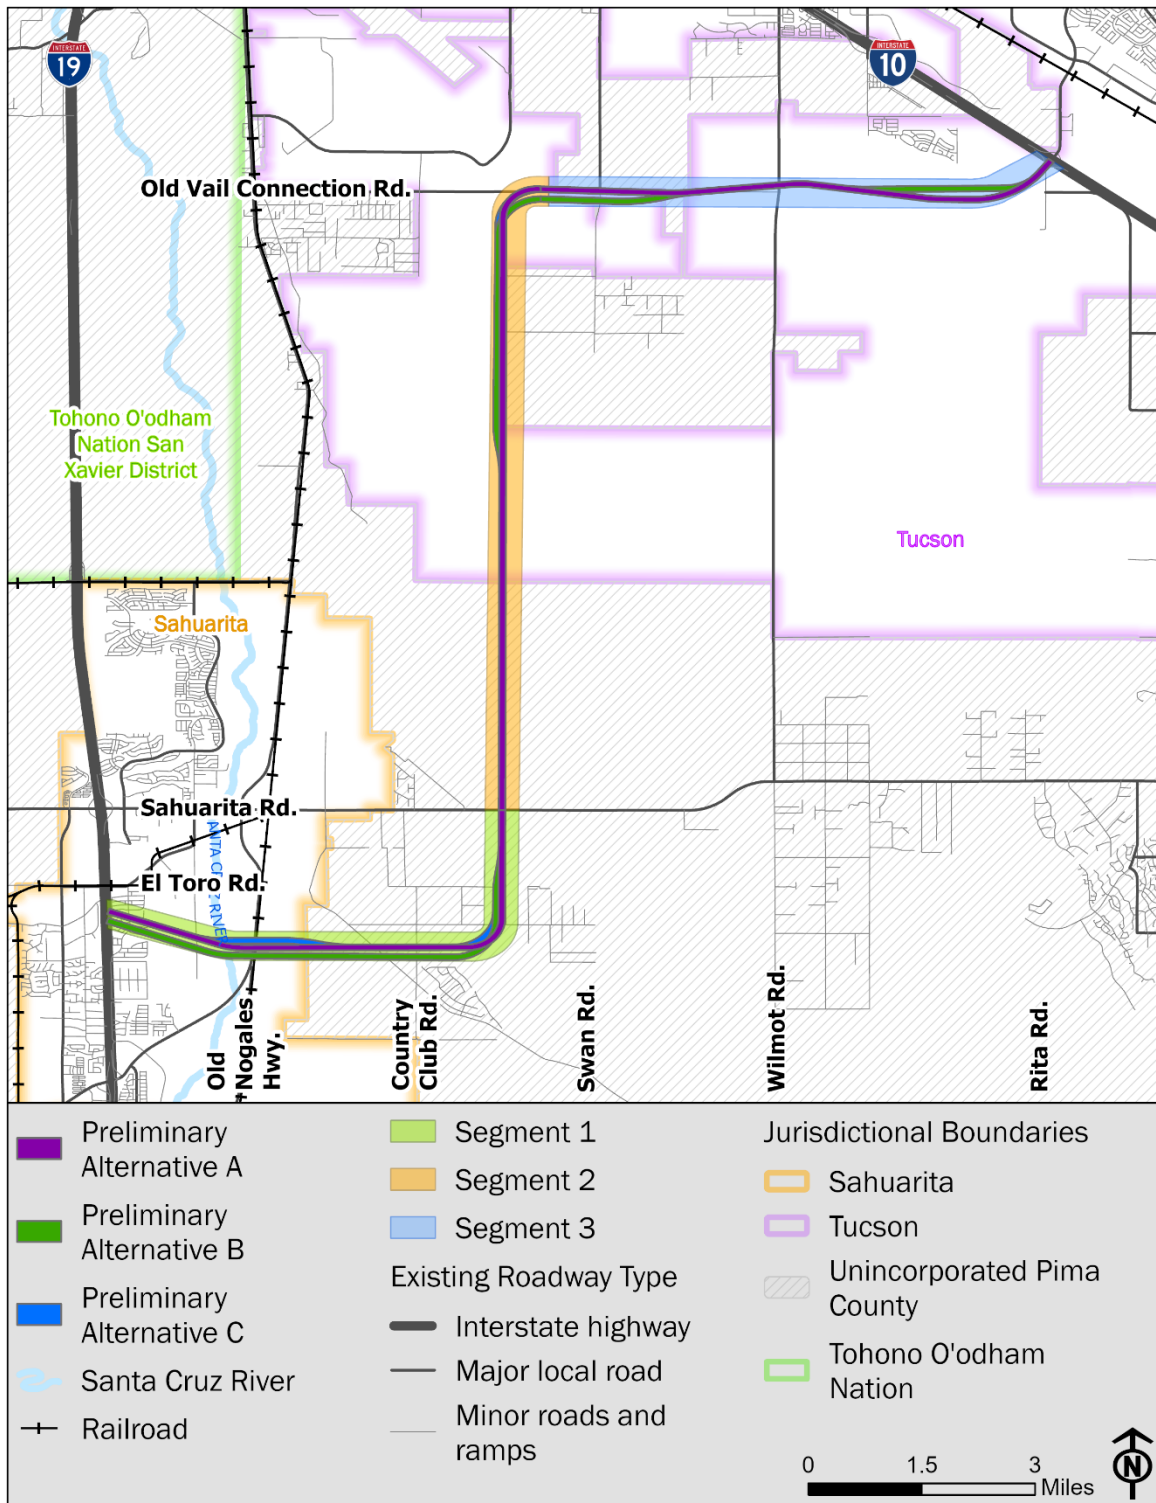 INTERSTATE
19
INTERSTATE
10
Old Vail Connection Rd.
Tohono O'odham
Nation San
Xavier District
Tucson
Sahuarita
Sahuarita Rd.
El Toro Rd.
Old
Nogales
Hwy.
Country
Club Rd.
Swan Rd.
Wilmot Rd.
Rita Rd.
Preliminary
Alternative A
Preliminary
Alternative B
Preliminary
Alternative C
Santa Cruz River
Railroad
Segment 1
Segment 2
Segment 3
Existing Roadway Type
Interstate highway
Major local road
Minor roads and
ramps
Jurisdictional Boundaries
Sahuarita
Tucson
Unincorporated Pima
County
Tohono O'odham
Nation
0 1.5 3
Miles
N